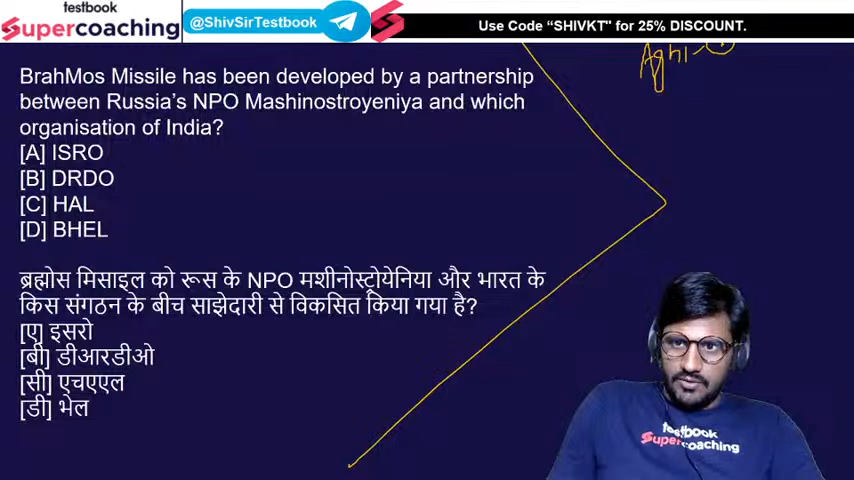 testbook
Supercoaching
@ShivSirTestbook
Use Code “SHIVKT" for 25% DISCOUNT.
Agni-
BrahMos Missile has been developed by a partnership
between Russia’s NPO Mashinostroyeniya and which
organisation of India?
[A] ISRO
[B] DRDO
[C] HAL
[D] BHEL
ब्रह्मोस मिसाइल को रूस के NPO मशीनोस्ट्रोयेनिया और भारत के
किस संगठन के बीच साझेदारी से विकसित किया गया है?
[ए] इसरो
[बी] डीआरडीओ
[सी] एचएएल
[डी] भेल
testbook
Supercoaching